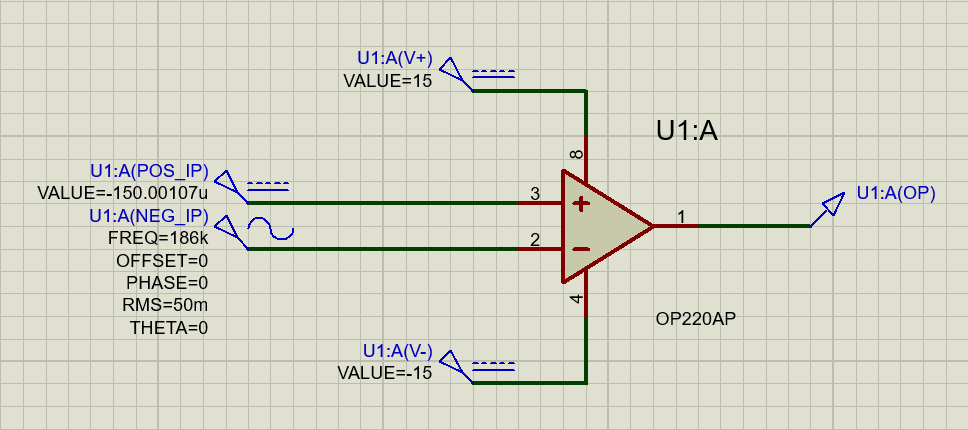 U1:A(V+)
VALUE=15
U1:A
8
U1:A(POS_IP)
VALUE=-150.00107u
3
U1:A(NEG_IP)
FREQ=186k
OFFSET=0
PHASE=0
RMS=50m
THETA=0
2
1
U1:A(OP)
4
OP220AP
U1:A(V-)
VALUE=-15